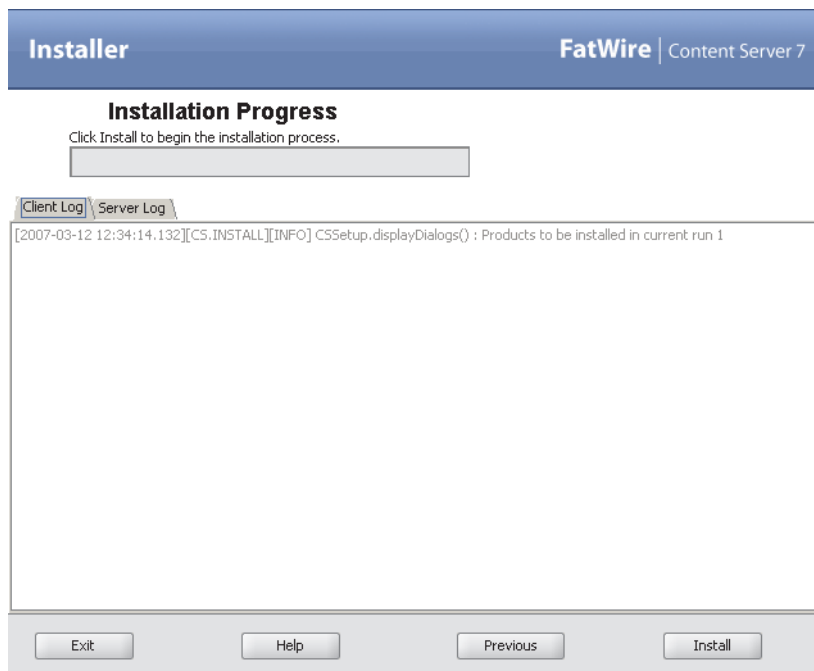 Installer
FatWire | Content Server 7
Installation Progress
Click Install to begin the installation process.
Client Log
Server Log
[2007-03-12 12:34:14.132][CS.INSTALL][INFO] CSSetup.displayDialogs() : Products to be installed in current run 1
Exit
Help
Previous
Install